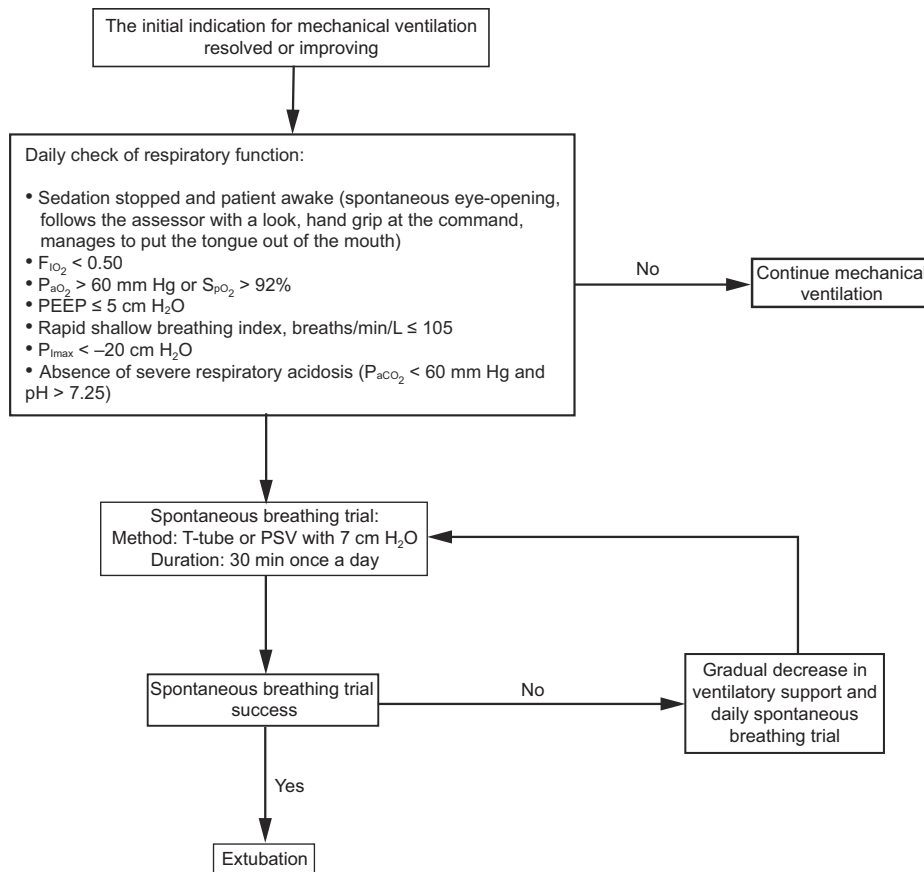 The initial indication for mechanical ventilation
resolved or improving
Daily check of respiratory function:
• Sedation stopped and patient awake (spontaneous eye-opening,
follows the assessor with a look, hand grip at the command,
manages to put the tongue out of the mouth)
• FIO₂ < 0.50
• PaO₂ > 60 mm Hg or SpO₂ > 92%
• PEEP ≤ 5 cm H₂O
• Rapid shallow breathing index, breaths/min/L ≤ 105
• PImax < –20 cm H₂O
• Absence of severe respiratory acidosis (PaCO₂ < 60 mm Hg and
pH > 7.25)
No
Continue mechanical
ventilation
Spontaneous breathing trial:
Method: T-tube or PSV with 7 cm H₂O
Duration: 30 min once a day
Spontaneous breathing trial
success
No
Gradual decrease in
ventilatory support and
daily spontaneous
breathing trial
Yes
Extubation